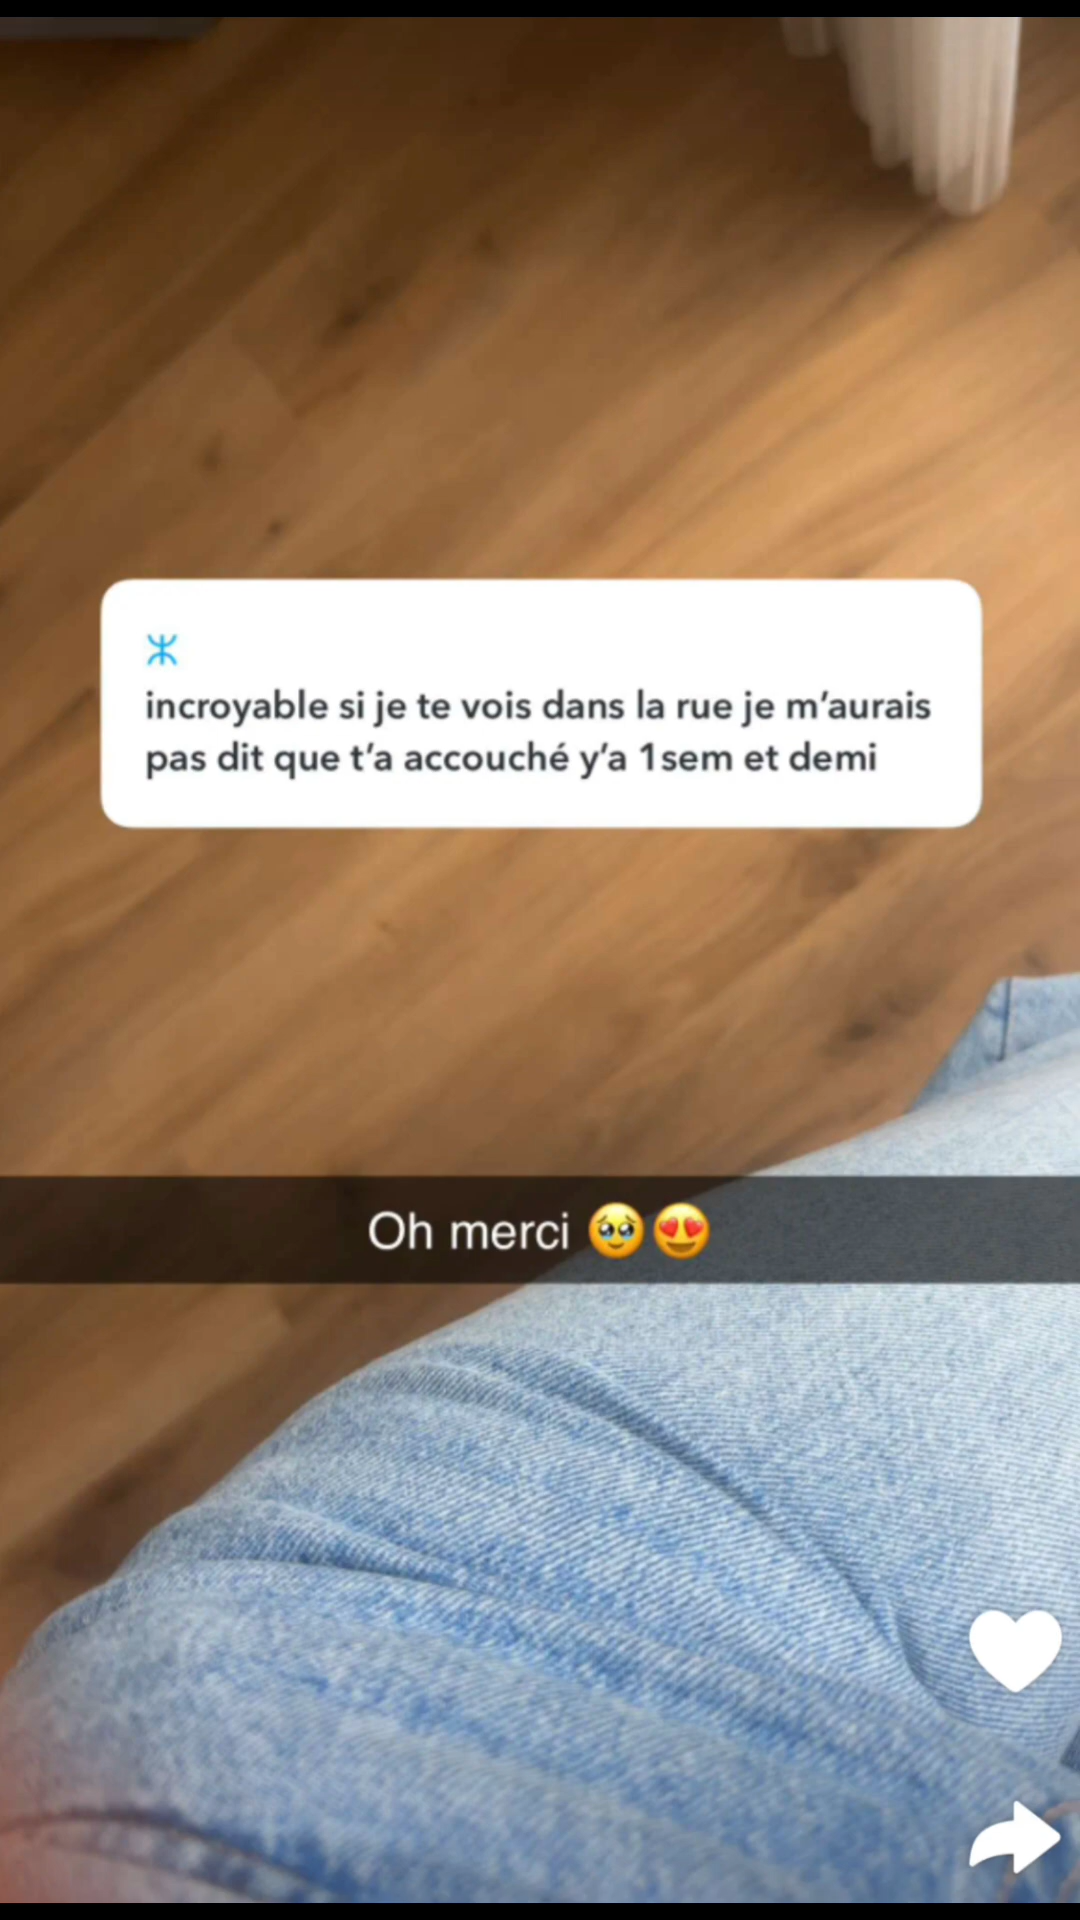 ⵣ
incroyable si je te vois dans la rue je m’aurais
pas dit que t’a accouché y’a 1sem et demi
Oh merci 🥹😍